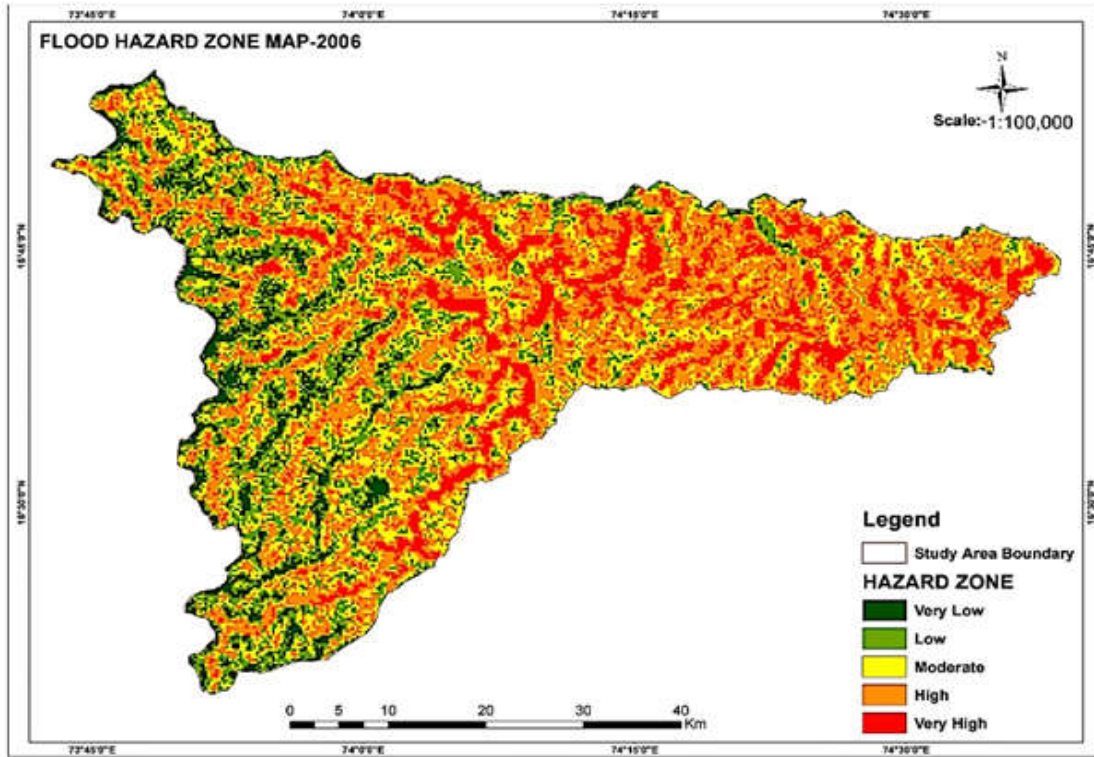 73°45'0"E 74°0'0"E 74°15'0"E 74°30'0"E
FLOOD HAZARD ZONE MAP-2006
N
Scale:-1:100,000
Legend
Study Area Boundary
HAZARD ZONE
Very Low
Low
Moderate
High
Very High
0 5 10 20 30 40
Km
73°45'0"E 74°0'0"E 74°15'0"E 74°30'0"E